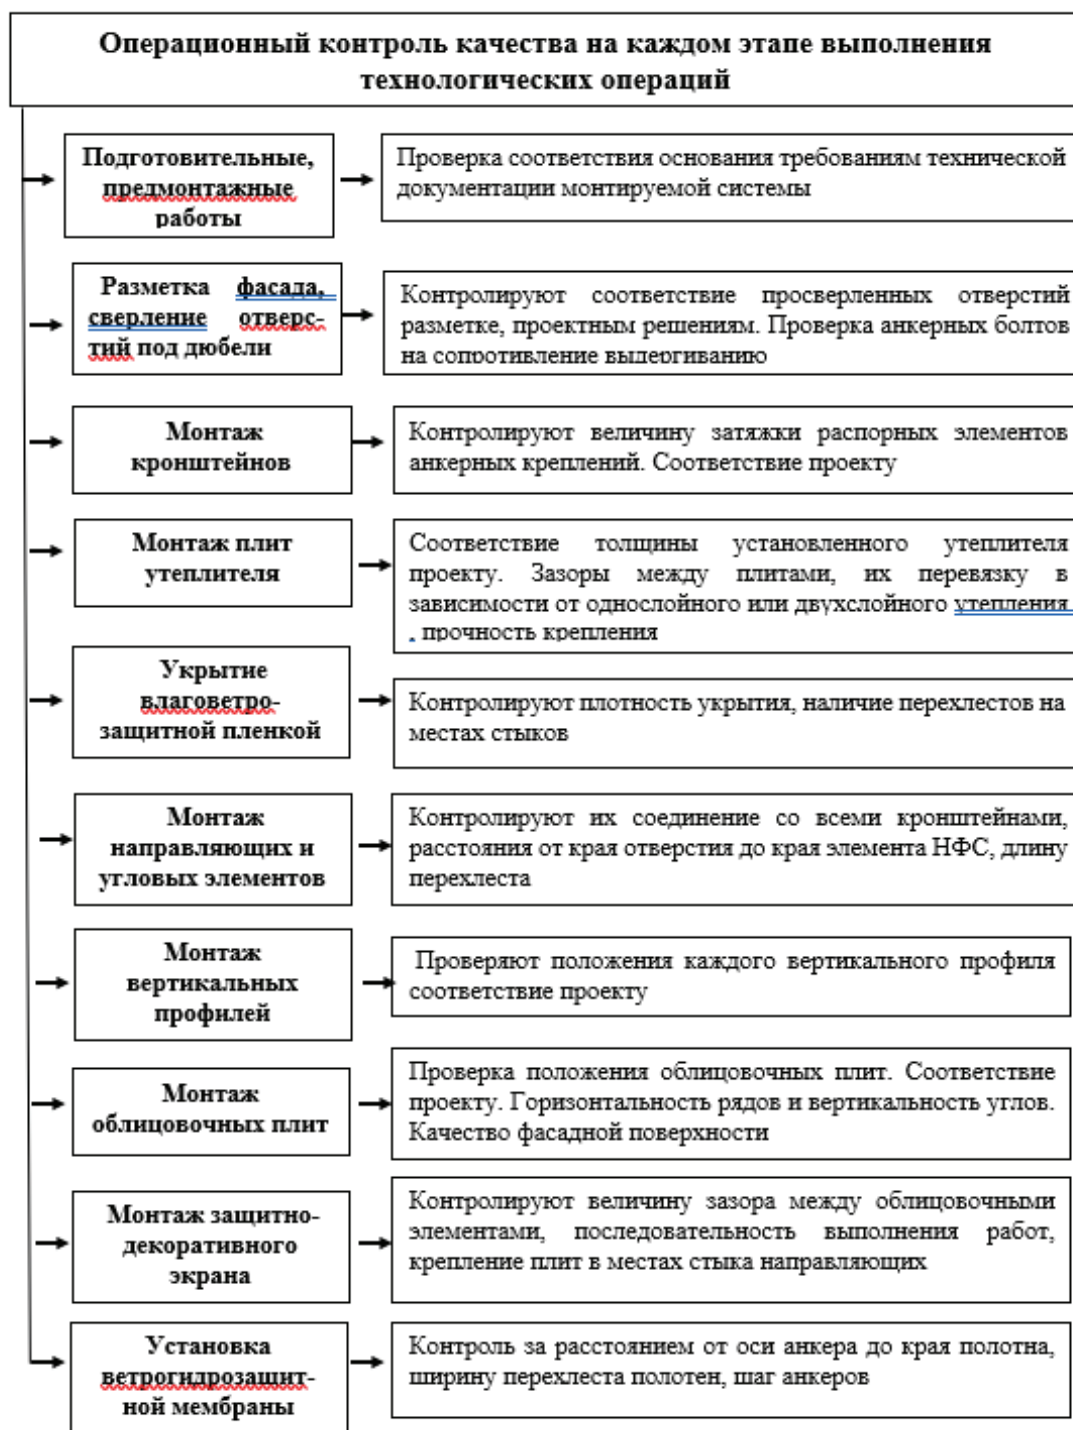 Операционный контроль качества на каждом этапе выполнения
технологических операций
Подготовительные,
предмонтажные
работы
Проверка соответствия основания требованиям технической
документации монтируемой системы
Разметка фасада,
сверление отверс-
тий под дюбели
Контролируют соответствие просверленных отверстий
разметке, проектным решениям. Проверка анкерных болтов
на сопротивление выдергиванию
Монтаж
кронштейнов
Контролируют величину затяжки распорных элементов
анкерных креплений. Соответствие проекту
Монтаж плит
утеплителя
Соответствие толщины установленного утеплителя
проекту. Зазоры между плитами, их перевязку в
зависимости от однослойного или двухслойного утепления
, прочность крепления
Укрытие
влаговетро-
защитной пленкой
Контролируют плотность укрытия, наличие перехлестов на
местах стыков
Монтаж
направляющих и
угловых элементов
Контролируют их соединение со всеми кронштейнами,
расстояния от края отверстия до края элемента НФС, длину
перехлеста
Монтаж
вертикальных
профилей
Проверяют положения каждого вертикального профиля
соответствие проекту
Монтаж
облицовочных плит
Проверка положения облицовочных плит. Соответствие
проекту. Горизонтальность рядов и вертикальность углов.
Качество фасадной поверхности
Монтаж защитно-
декоративного
экрана
Контролируют величину зазора между облицовочными
элементами, последовательность выполнения работ,
крепление плит в местах стыка направляющих
Установка
ветрогидрозащит-
ной мембраны
Контроль за расстоянием от оси анкера до края полотна,
ширину перехлеста полотен, шаг анкеров